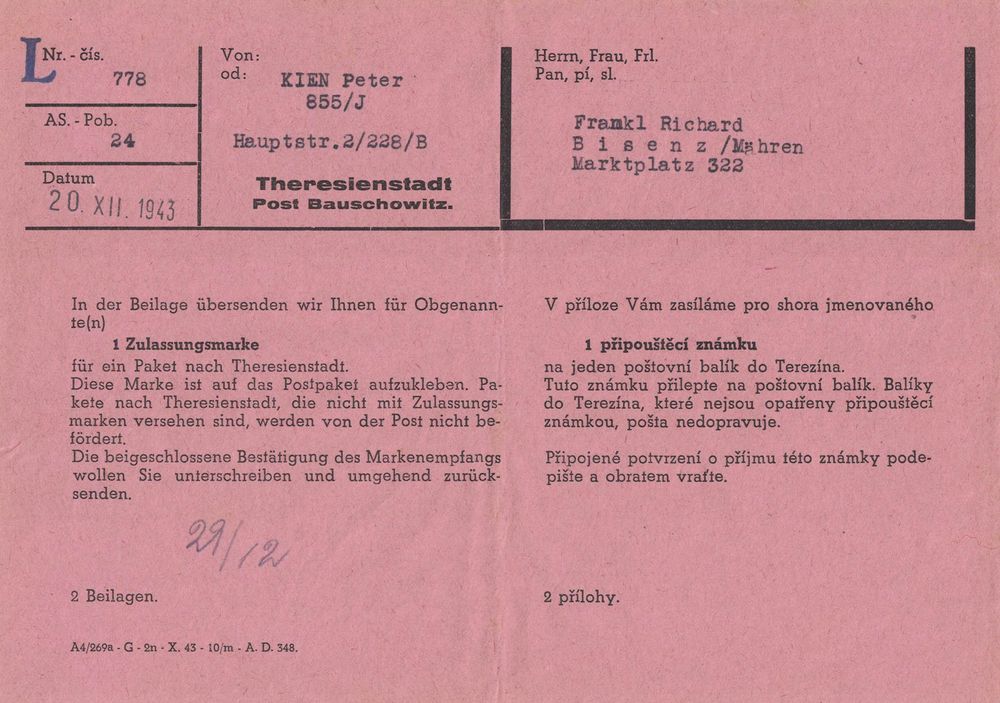 L
Nr. - čís.
778
AS. - Pob.
24
Datum
20. XII. 1943
Von:
od:
KIEN Peter
855/J
Hauptstr.2/228/B
Theresienstadt
Post Bauschowitz.
Herrn, Frau, Frl.
Pan, pí, sl.
Frankl Richard
B i s e n z /Mähren
Marktplatz 322
In der Beilage übersenden wir Ihnen für Obgenann-
te(n)
1 Zulassungsmarke
für ein Paket nach Theresienstadt.
Diese Marke ist auf das Postpaket aufzukleben. Pa-
kete nach Theresienstadt, die nicht mit Zulassungs-
marken versehen sind, werden von der Post nicht be-
fördert.
Die beigeschlossene Bestätigung des Markenempfangs
wollen Sie unterschreiben und umgehend zurück-
senden.
29/12
2 Beilagen.
A4/269a - G - 2n - X. 43 - 10/m - A. D. 348.
V příloze Vám zasíláme pro shora jmenovaného
1 připouštěcí známku
na jeden poštovní balík do Terezína.
Tuto známku přilepte na poštovní balík. Balíky
do Terezína, které nejsou opatřeny připouštěcí
známkou, pošta nedopravuje.
Připojené potvrzení o příjmu této známky pode-
pište a obratem vraťte.
2 přílohy.